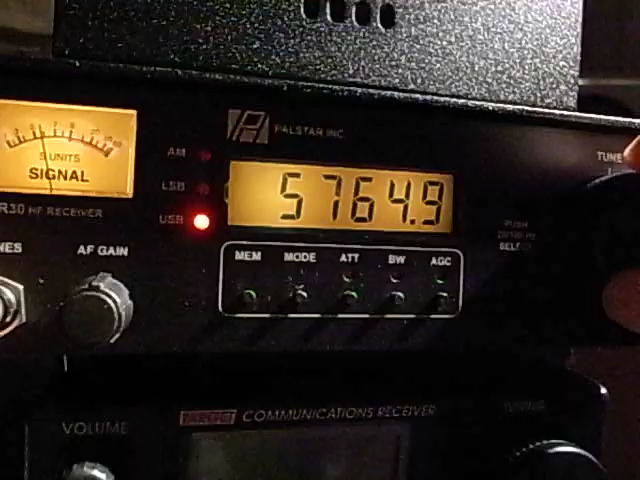 PALSTAR INC.
AM
LSB
USB
5764.9
S UNITS
SIGNAL
R30 HF RECEIVER
TUNE
PUSH
SELECT
NES
AF GAIN
MEM MODE ATT BW AGC
TARGET COMMUNICATIONS RECEIVER
VOLUME
TUNING